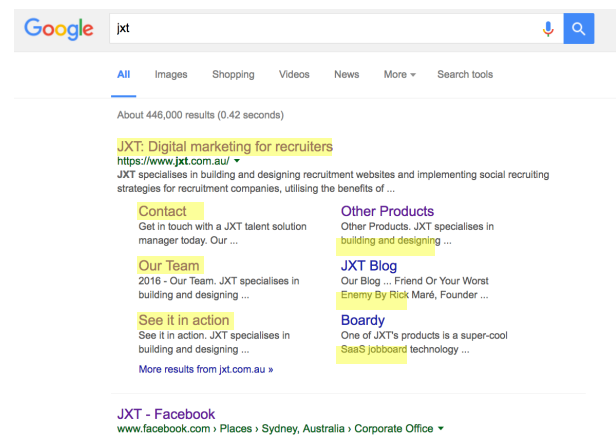 Google
jxt
All Images Shopping Videos News More Search tools
About 446,000 results (0.42 seconds)
JXT: Digital marketing for recruiters
https://www.jxt.com.au/
JXT specialises in building and designing recruitment websites and implementing social recruiting
strategies for recruitment companies, utilising the benefits of ...
Contact
Get in touch with a JXT talent solution
manager today. Our ...
Other Products
Other Products. JXT specialises in
building and designing ...
Our Team
2016 - Our Team. JXT specialises in
building and designing ...
JXT Blog
Our Blog ... Friend Or Your Worst
Enemy By Rick Maré, Founder ...
See it in action
See it in action. JXT specialises in
building and designing ...
Boardy
One of JXT's products is a super-cool
SaaS jobboard technology ...
More results from jxt.com.au »
JXT - Facebook
www.facebook.com › Places › Sydney, Australia › Corporate Office